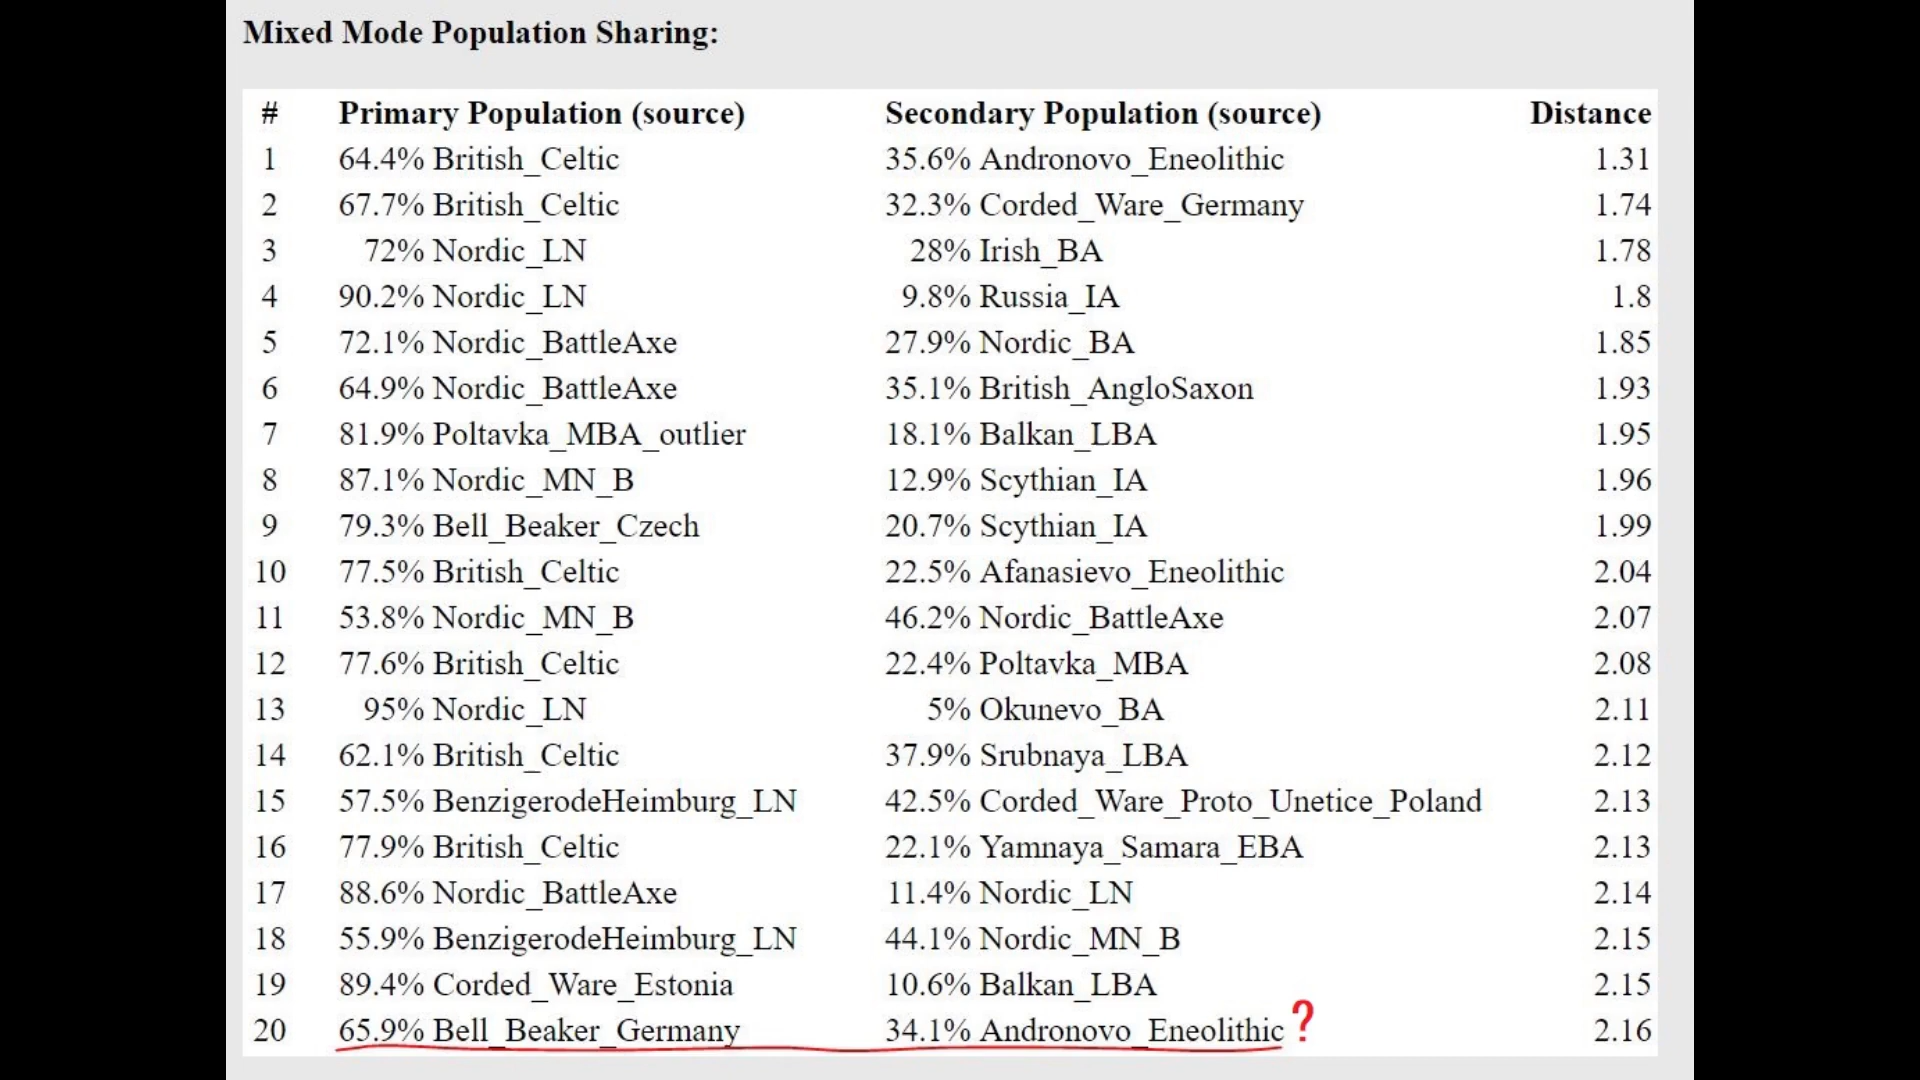 Mixed Mode Population Sharing:
# Primary Population (source) Secondary Population (source) Distance
1 64.4% British_Celtic 35.6% Andronovo_Eneolithic 1.31
2 67.7% British_Celtic 32.3% Corded_Ware_Germany 1.74
3 72% Nordic_LN 28% Irish_BA 1.78
4 90.2% Nordic_LN 9.8% Russia_IA 1.8
5 72.1% Nordic_BattleAxe 27.9% Nordic_BA 1.85
6 64.9% Nordic_BattleAxe 35.1% British_AngloSaxon 1.93
7 81.9% Poltavka_MBA_outlier 18.1% Balkan_LBA 1.95
8 87.1% Nordic_MN_B 12.9% Scythian_IA 1.96
9 79.3% Bell_Beaker_Czech 20.7% Scythian_IA 1.99
10 77.5% British_Celtic 22.5% Afanasievo_Eneolithic 2.04
11 53.8% Nordic_MN_B 46.2% Nordic_BattleAxe 2.07
12 77.6% British_Celtic 22.4% Poltavka_MBA 2.08
13 95% Nordic_LN 5% Okunevo_BA 2.11
14 62.1% British_Celtic 37.9% Srubnaya_LBA 2.12
15 57.5% BenzigerodeHeimburg_LN 42.5% Corded_Ware_Proto_Unetice_Poland 2.13
16 77.9% British_Celtic 22.1% Yamnaya_Samara_EBA 2.13
17 88.6% Nordic_BattleAxe 11.4% Nordic_LN 2.14
18 55.9% BenzigerodeHeimburg_LN 44.1% Nordic_MN_B 2.15
19 89.4% Corded_Ware_Estonia 10.6% Balkan_LBA 2.15
20 65.9% Bell_Beaker_Germany 34.1% Andronovo_Eneolithic ? 2.16